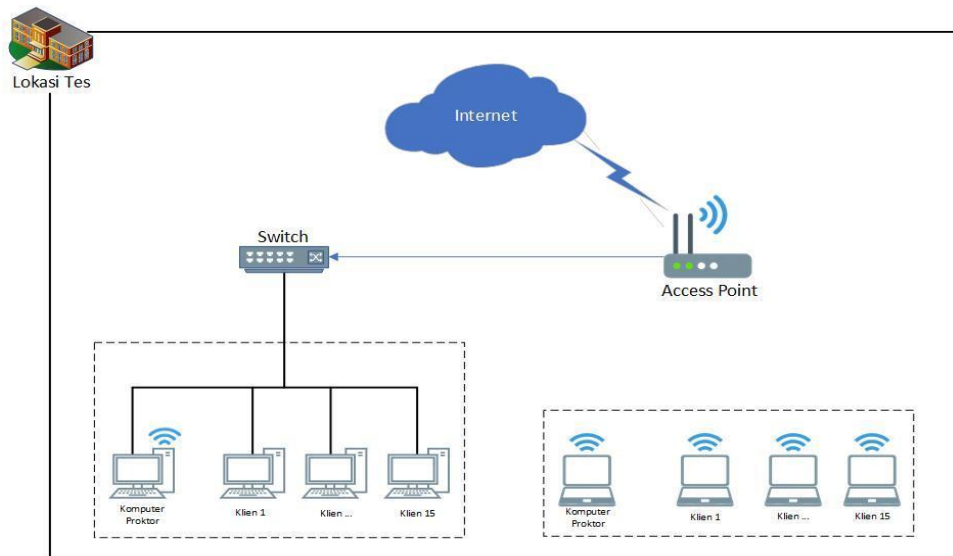 Lokasi Tes
Internet
Switch
Access Point
Komputer
Proktor
Klien 1
Klien ...
Klien 15
Komputer
Proktor
Klien 1
Klien ...
Klien 15